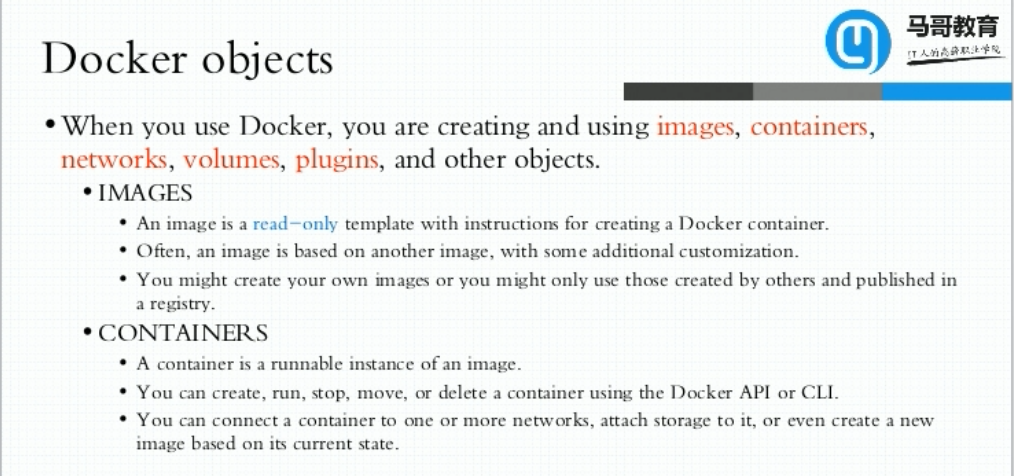 马哥教育
IT人的高薪职业学院
Docker objects
•When you use Docker, you are creating and using images, containers,
networks, volumes, plugins, and other objects.
•IMAGES
• An image is a read-only template with instructions for creating a Docker container.
• Often, an image is based on another image, with some additional customization.
• You might create your own images or you might only use those created by others and published in
a registry.
•CONTAINERS
• A container is a runnable instance of an image.
• You can create, run, stop, move, or delete a container using the Docker API or CLI.
• You can connect a container to one or more networks, attach storage to it, or even create a new
image based on its current state.